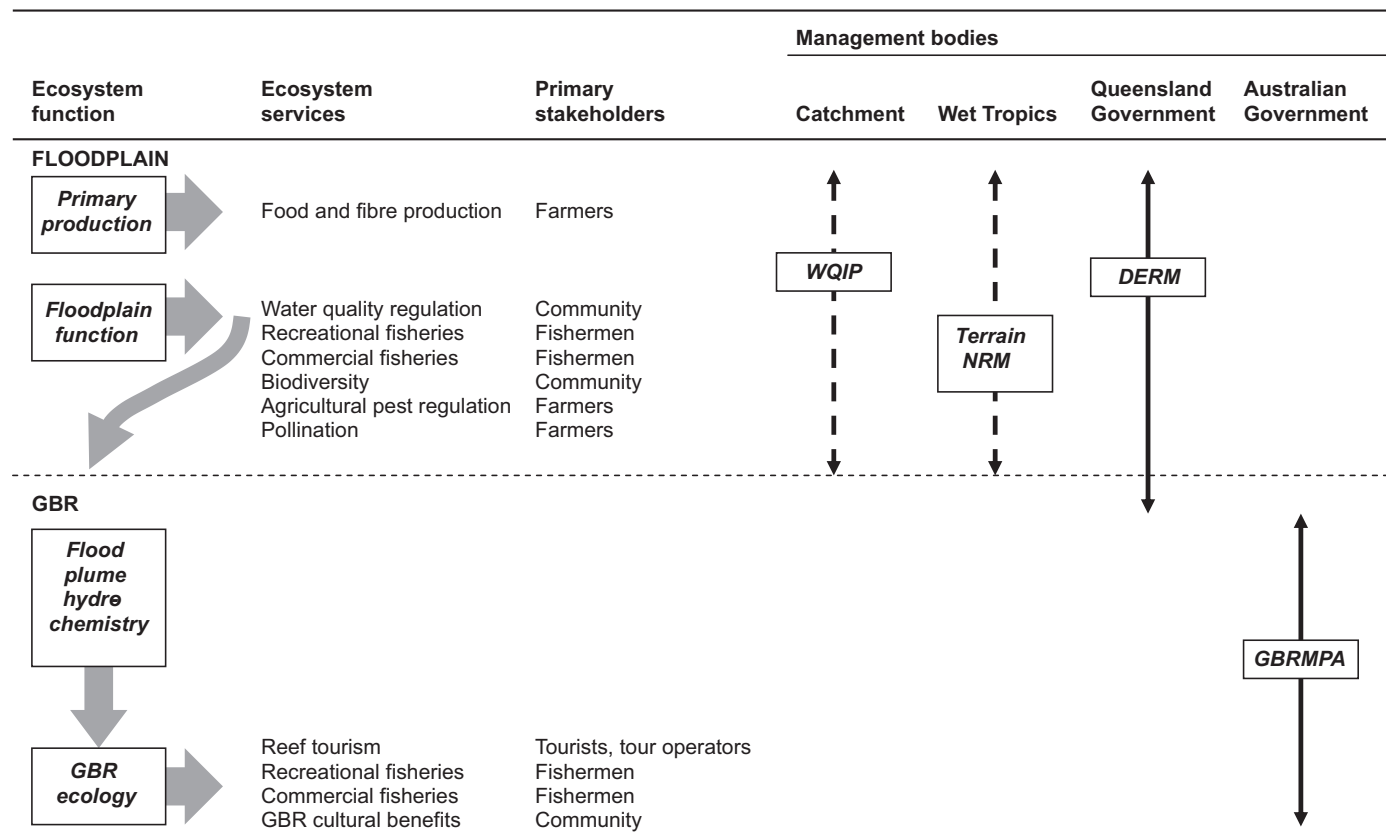 Management bodies
Ecosystem function
Ecosystem services
Primary stakeholders
Catchment
Wet Tropics
Queensland Government
Australian Government
FLOODPLAIN
Primary
production
Food and fibre production Farmers
WQIP
DERM
Floodplain
function
Water quality regulation Community
Recreational fisheries Fishermen
Commercial fisheries Fishermen
Biodiversity Community
Agricultural pest regulation Farmers
Pollination Farmers
Terrain
NRM
GBR
Flood
plume
hydro
chemistry
GBRMPA
GBR
ecology
Reef tourism Tourists, tour operators
Recreational fisheries Fishermen
Commercial fisheries Fishermen
GBR cultural benefits Community